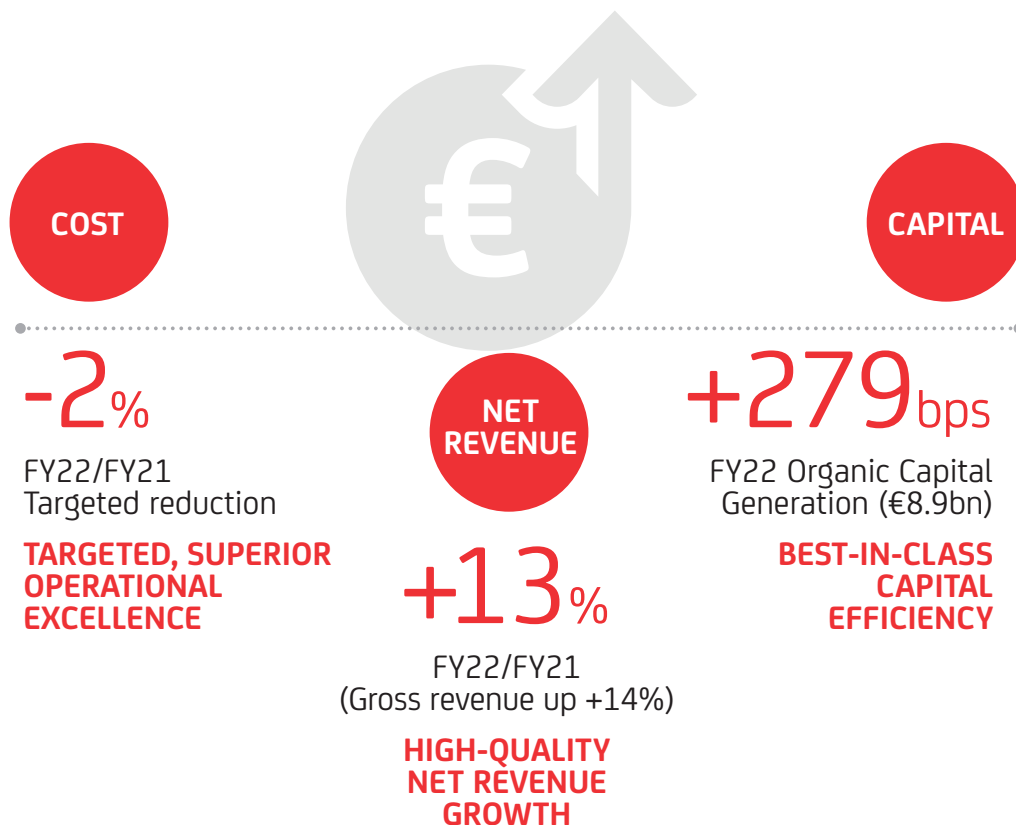 €
COST
-2%
FY22/FY21
Targeted reduction
TARGETED, SUPERIOR
OPERATIONAL
EXCELLENCE
NET
REVENUE
+13%
FY22/FY21
(Gross revenue up +14%)
HIGH-QUALITY
NET REVENUE
GROWTH
CAPITAL
+279bps
FY22 Organic Capital
Generation (€8.9bn)
BEST-IN-CLASS
CAPITAL
EFFICIENCY